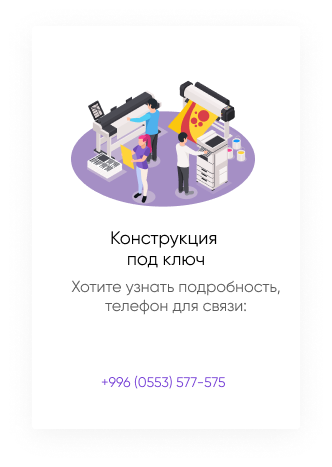 Конструкция
под ключ
Хотите узнать подробность,
телефон для связи:
+996 (0553) 577-575